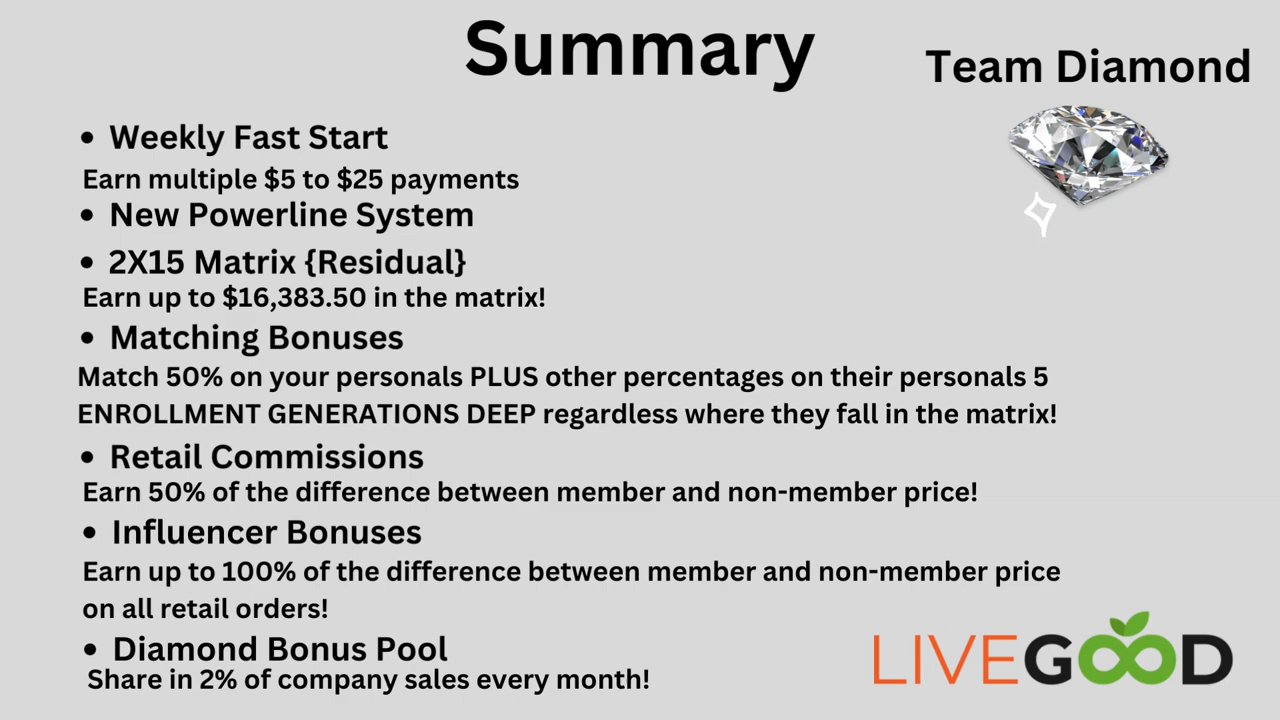 Summary
Team Diamond
• Weekly Fast Start
Earn multiple $5 to $25 payments
• New Powerline System
• 2X15 Matrix {Residual}
Earn up to $16,383.50 in the matrix!
• Matching Bonuses
Match 50% on your personals PLUS other percentages on their personals 5
ENROLLMENT GENERATIONS DEEP regardless where they fall in the matrix!
• Retail Commissions
Earn 50% of the difference between member and non-member price!
• Influencer Bonuses
Earn up to 100% of the difference between member and non-member price
on all retail orders!
• Diamond Bonus Pool
Share in 2% of company sales every month!
LIVEGOOD